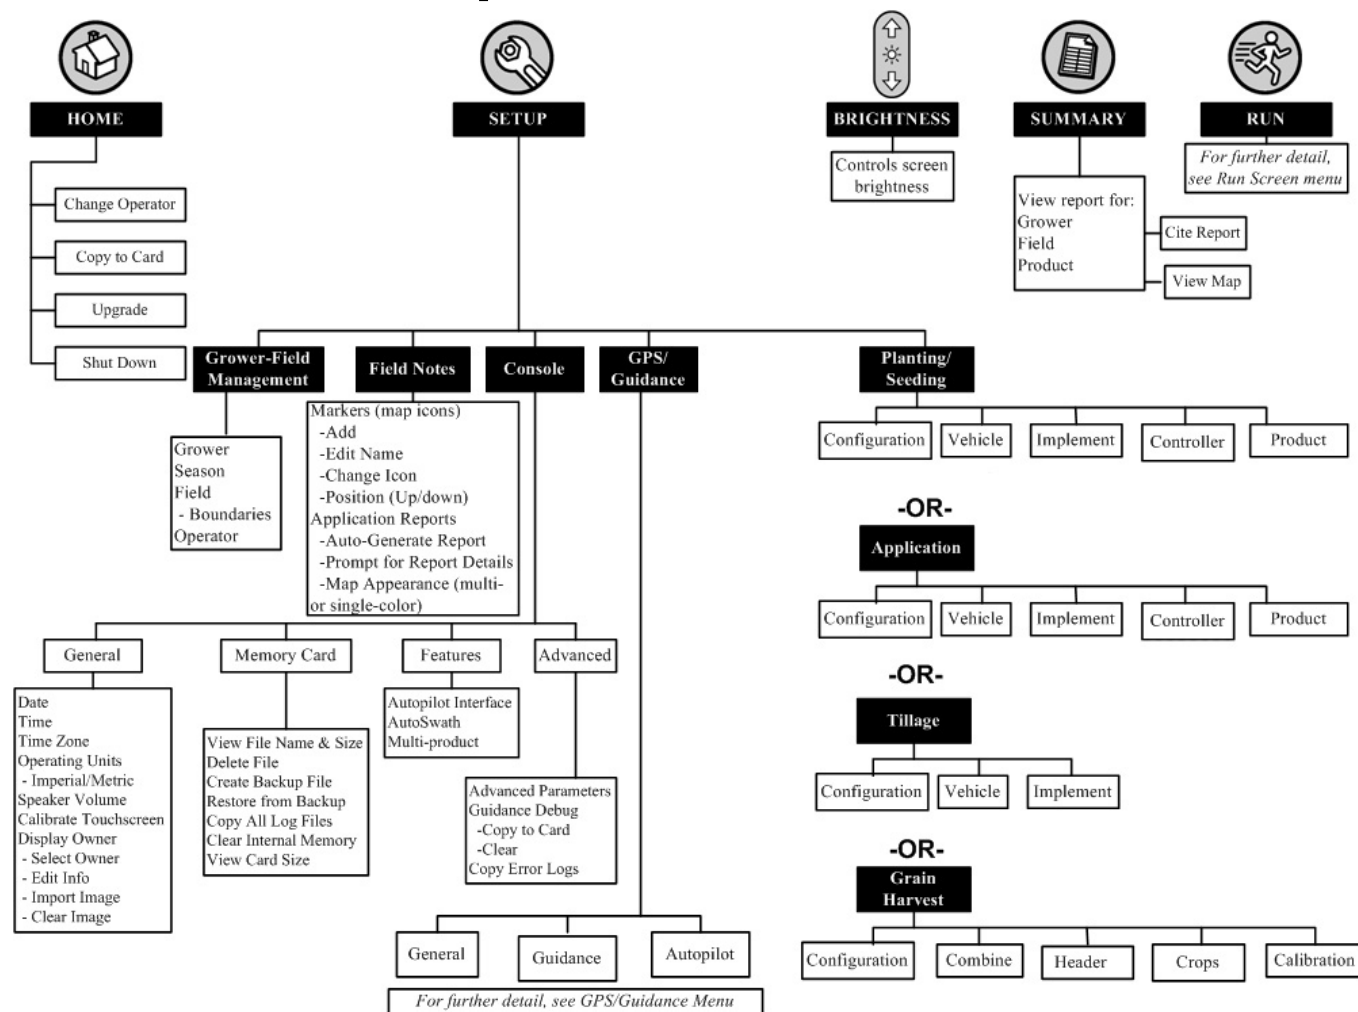 HOME
SETUP
BRIGHTNESS
SUMMARY
RUN
Controls screen
brightness
For further detail,
see Run Screen menu
View report for:
Grower
Field
Product
Cite Report
View Map
Change Operator
Copy to Card
Upgrade
Shut Down
Grower-Field
Management
Field Notes
Console
GPS/
Guidance
Planting/
Seeding
Grower
Season
Field
- Boundaries
Operator
Markers (map icons)
-Add
-Edit Name
-Change Icon
-Position (Up/down)
Application Reports
-Auto-Generate Report
-Prompt for Report Details
-Map Appearance (multi-
or single-color)
Configuration
Vehicle
Implement
Controller
Product
-OR-
Application
Configuration
Vehicle
Implement
Controller
Product
-OR-
Tillage
Configuration
Vehicle
Implement
-OR-
Grain
Harvest
Configuration
Combine
Header
Crops
Calibration
General
Memory Card
Features
Advanced
Date
Time
Time Zone
Operating Units
- Imperial/Metric
Speaker Volume
Calibrate Touchscreen
Display Owner
- Select Owner
- Edit Info
- Import Image
- Clear Image
View File Name & Size
Delete File
Create Backup File
Restore from Backup
Copy All Log Files
Clear Internal Memory
View Card Size
Autopilot Interface
AutoSwath
Multi-product
Advanced Parameters
Guidance Debug
-Copy to Card
-Clear
Copy Error Logs
General
Guidance
Autopilot
For further detail, see GPS/Guidance Menu